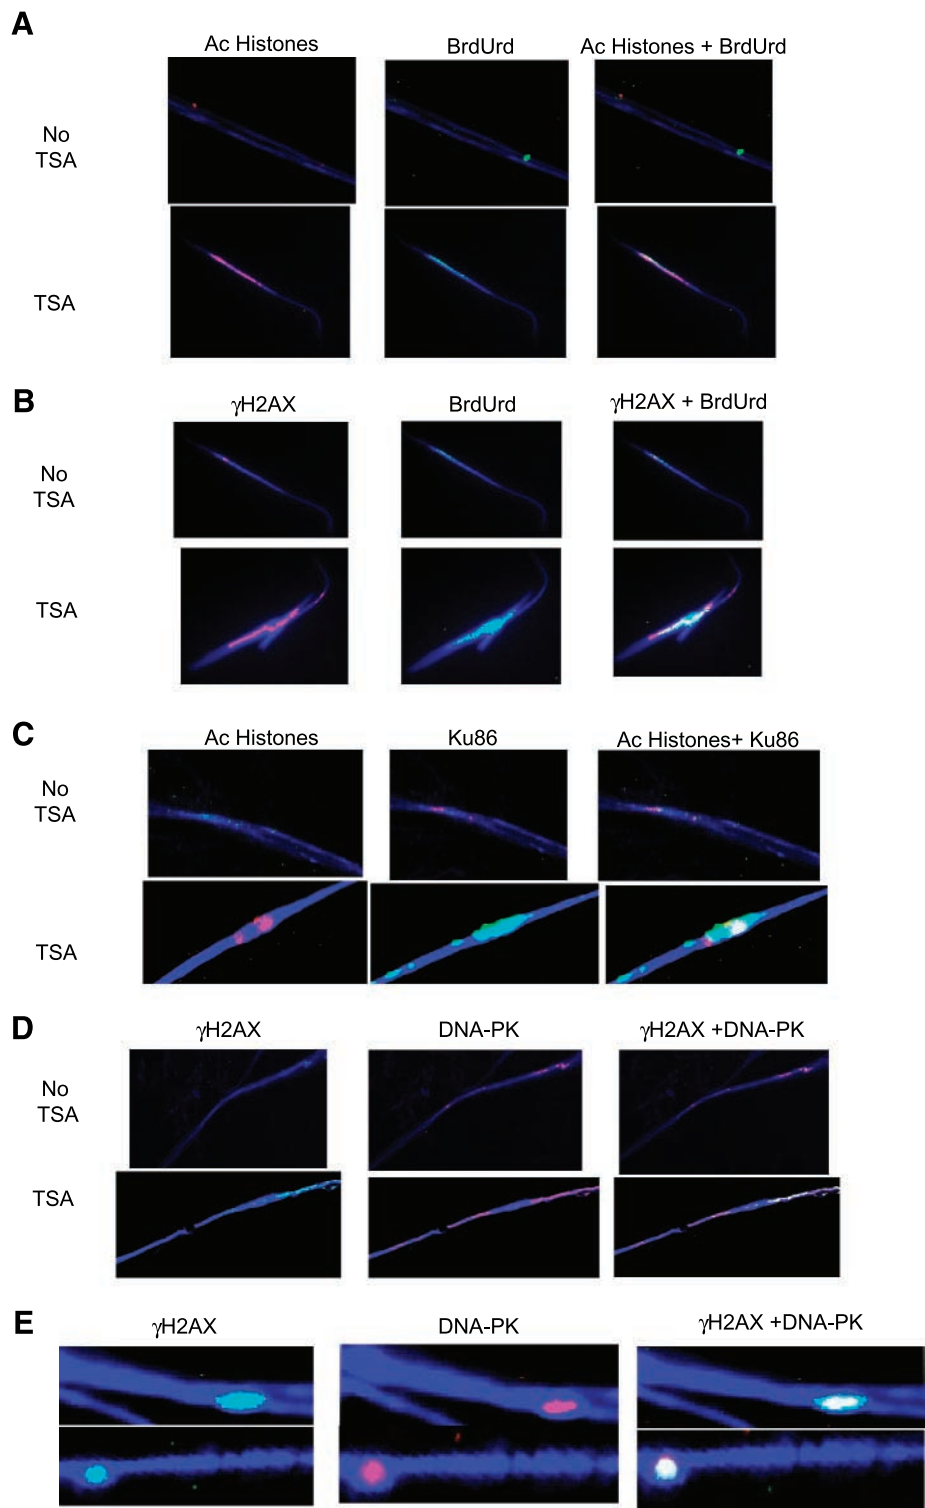 A
Ac Histones
BrdUrd
Ac Histones + BrdUrd
No
TSA
TSA
B
γH2AX
BrdUrd
γH2AX + BrdUrd
No
TSA
TSA
C
Ac Histones
Ku86
Ac Histones+ Ku86
No
TSA
TSA
D
γH2AX
DNA-PK
γH2AX +DNA-PK
No
TSA
TSA
E
γH2AX
DNA-PK
γH2AX +DNA-PK